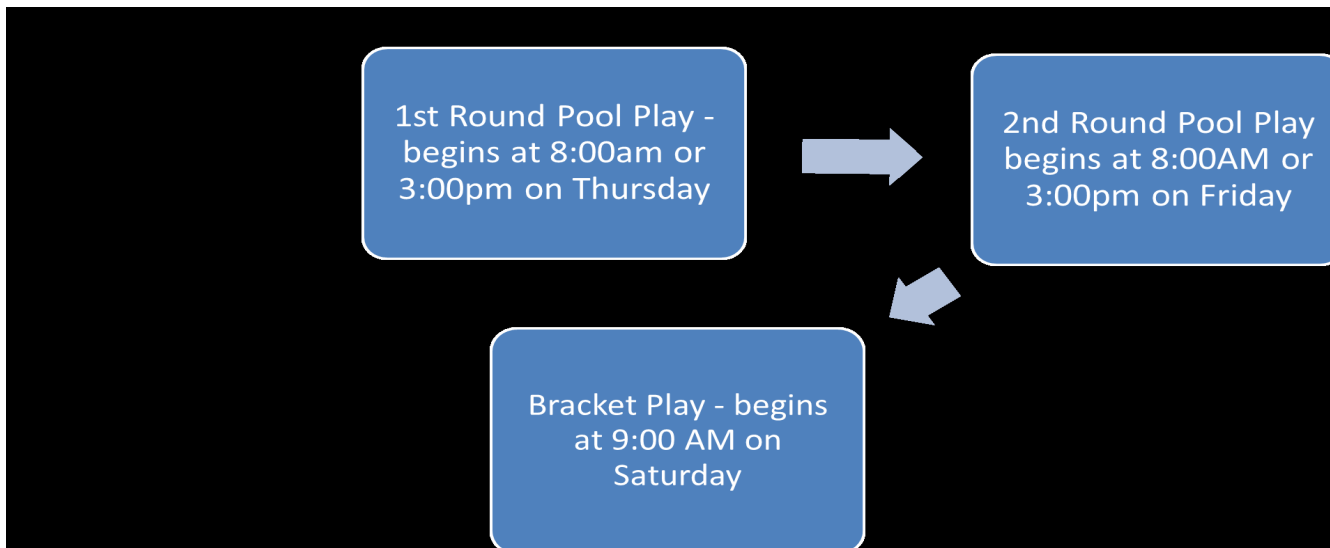 1st Round Pool Play -
begins at 8:00am or
3:00pm on Thursday
2nd Round Pool Play
begins at 8:00AM or
3:00pm on Friday
Bracket Play - begins
at 9:00 AM on
Saturday